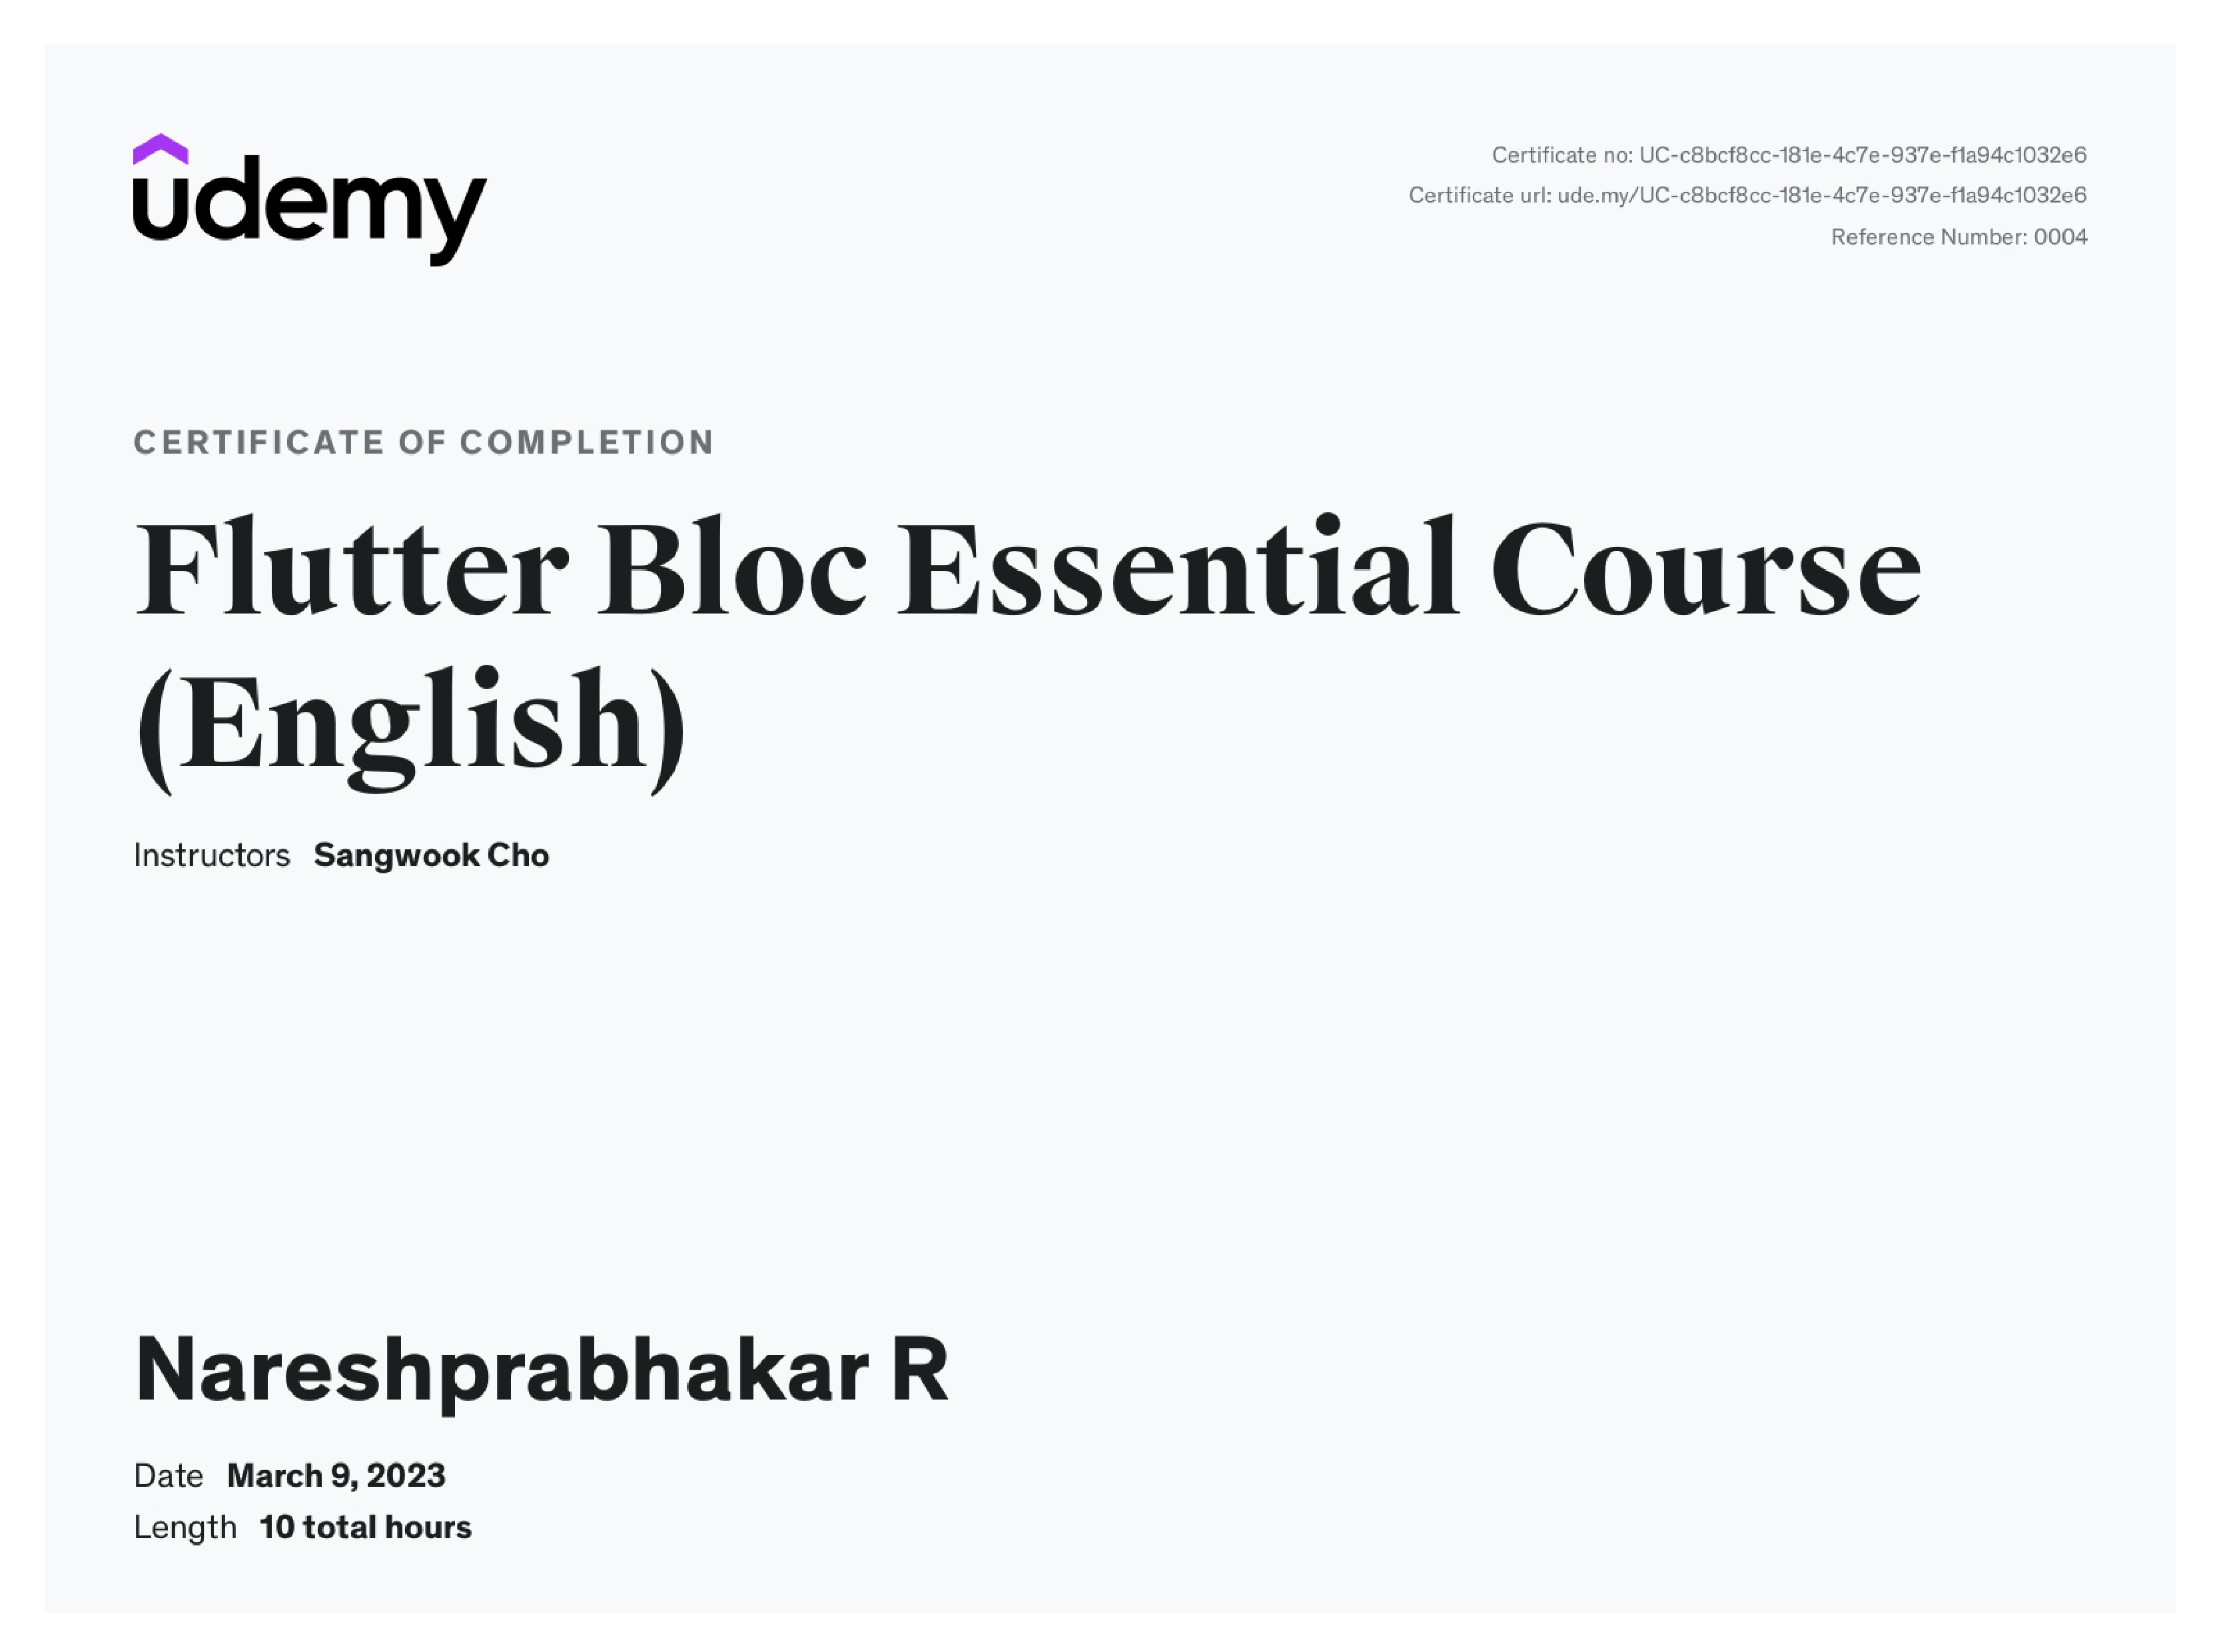 udemy
Certificate no: UC-c8bcf8cc-181e-4c7e-937e-f1a94c1032e6
Certificate url: ude.my/UC-c8bcf8cc-181e-4c7e-937e-f1a94c1032e6
Reference Number: 0004
CERTIFICATE OF COMPLETION
Flutter Bloc Essential Course
(English)
Instructors Sangwook Cho
Nareshprabhakar R
Date March 9, 2023
Length 10 total hours